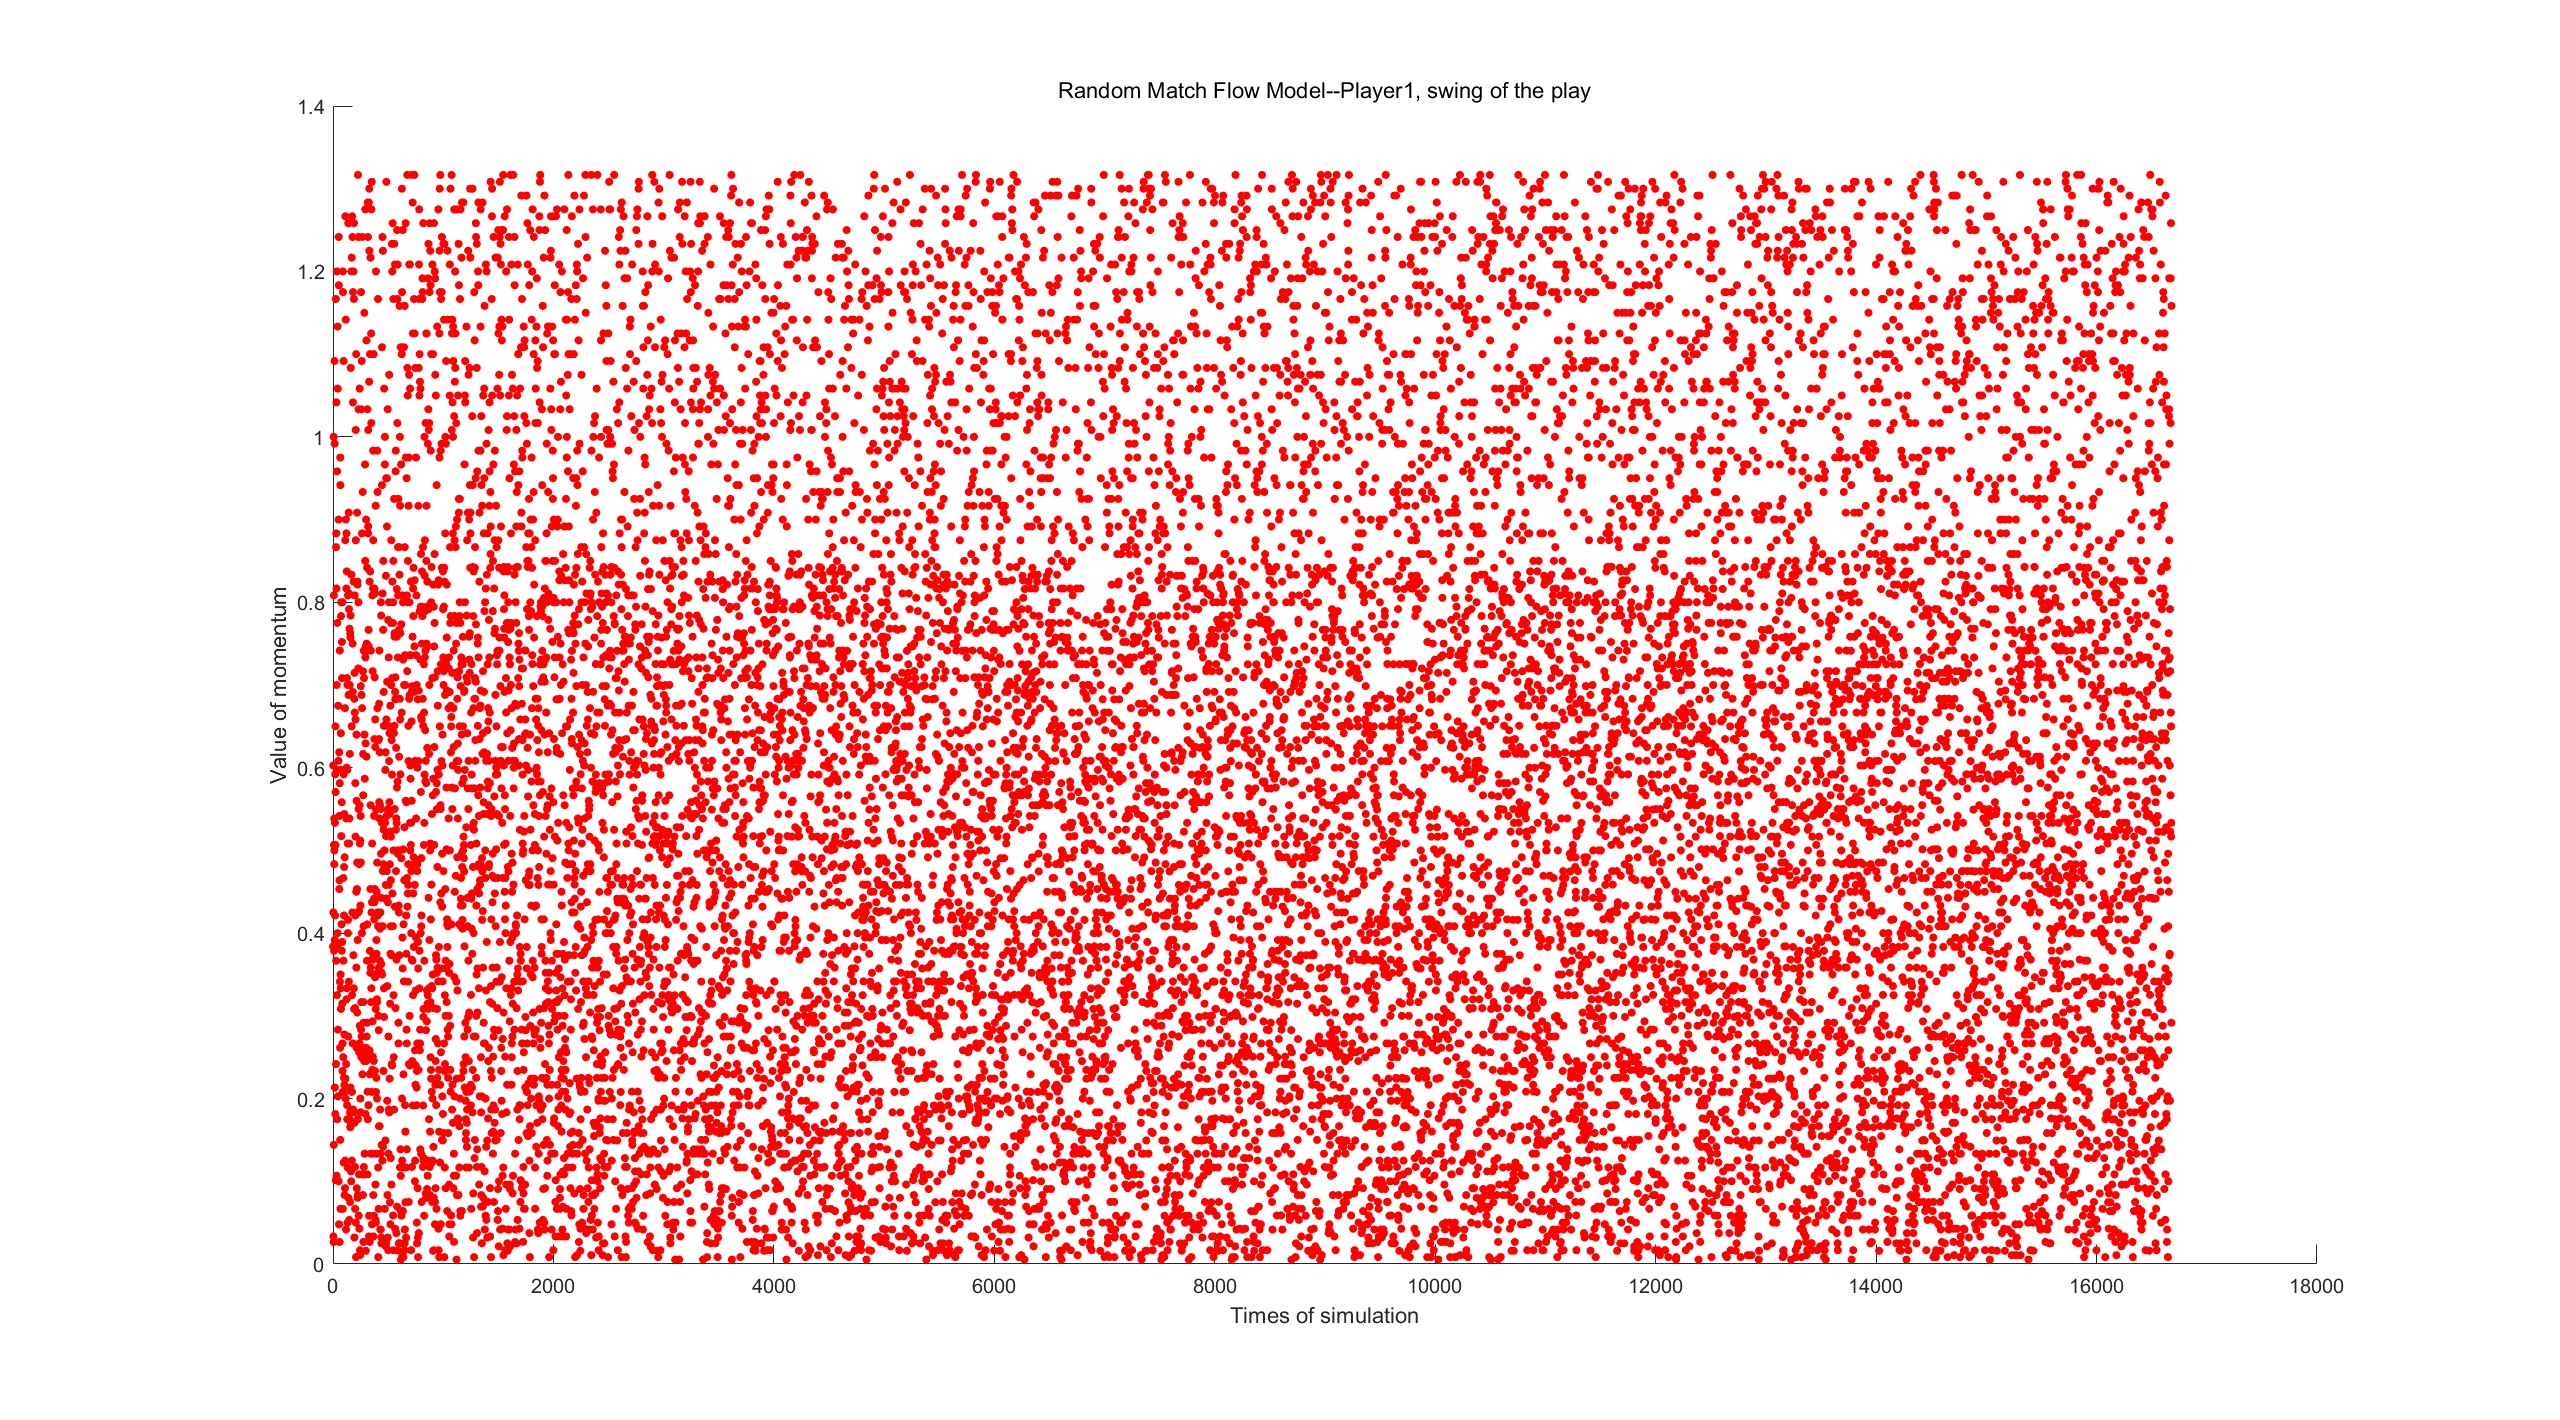 Random Match Flow Model--Player1, swing of the play
1.4
1.2
1
0.8
0.6
0.4
0.2
0
Value of momentum
0 2000 4000 6000 8000 10000 12000 14000 16000 18000
Times of simulation